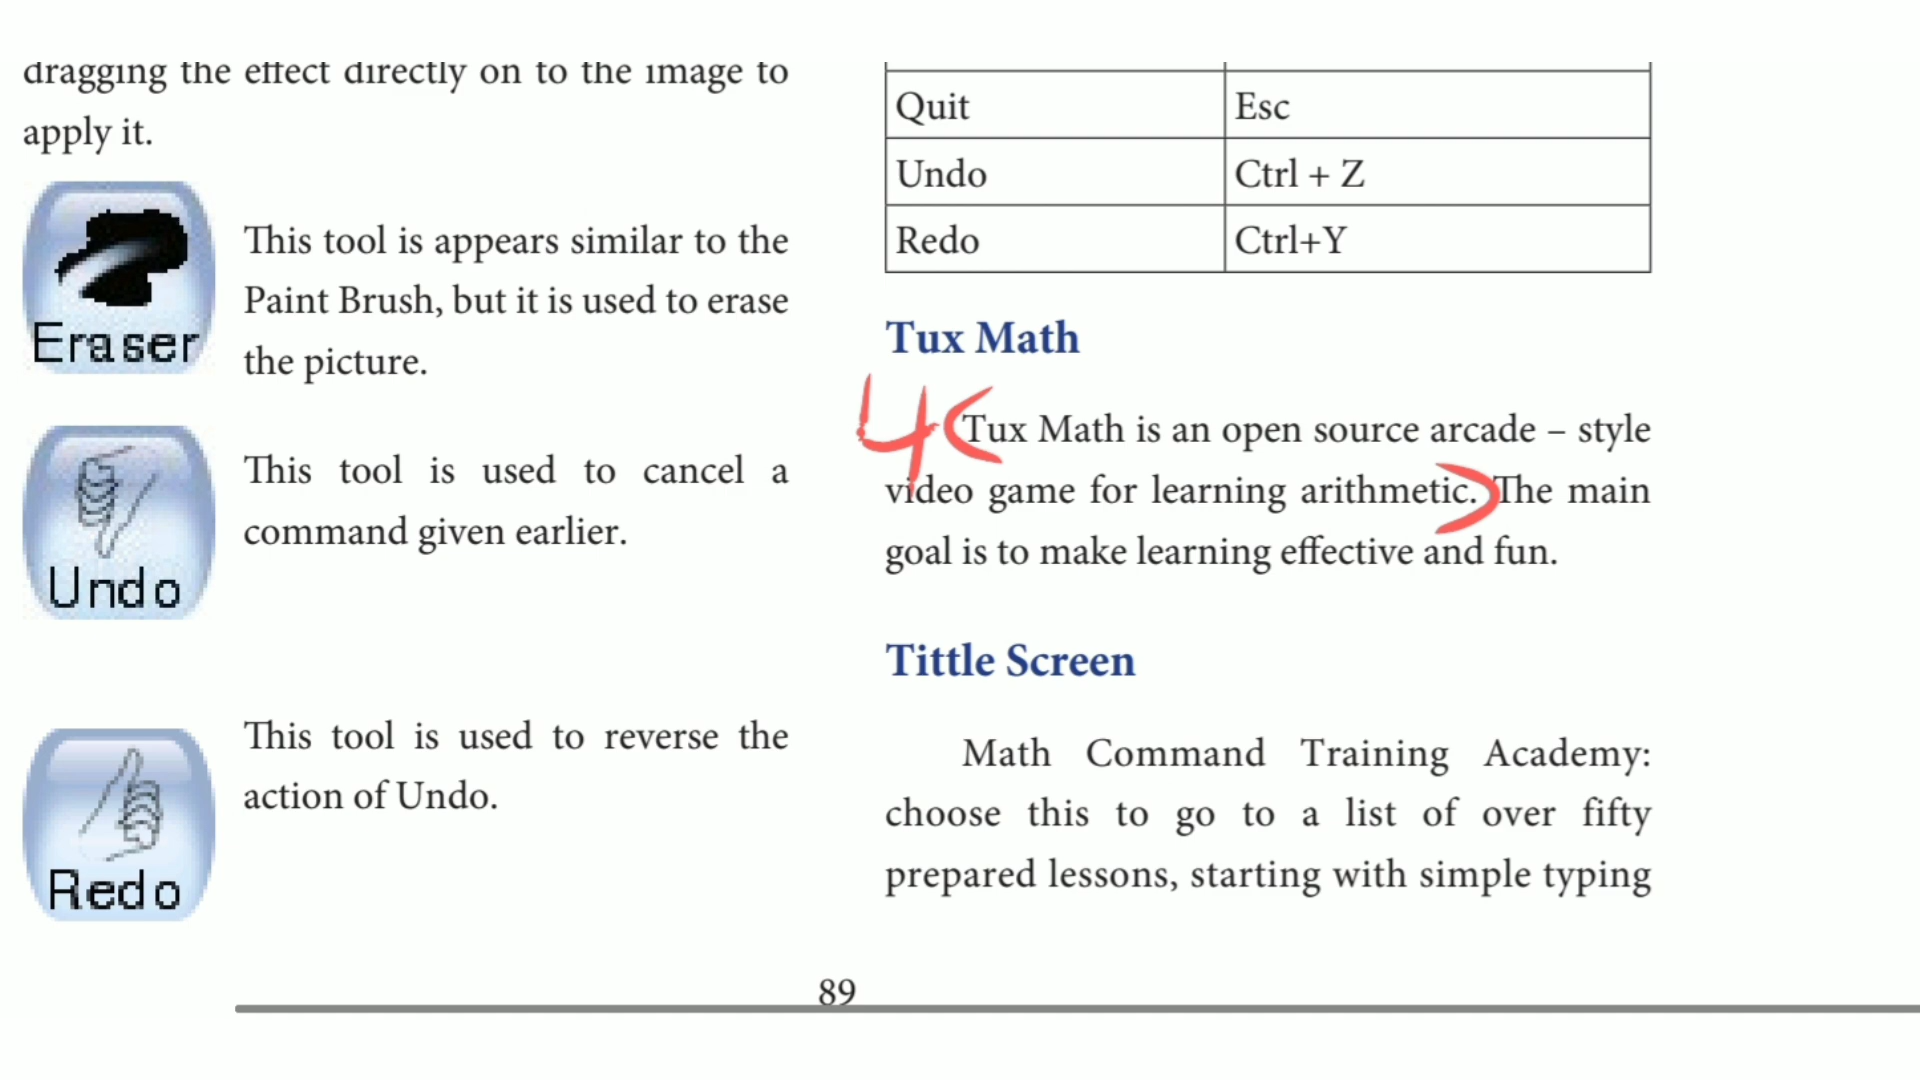 dragging the effect directly on to the image to
apply it.
Eraser
This tool is appears similar to the
Paint Brush, but it is used to erase
the picture.
Undo
This tool is used to cancel a
command given earlier.
Redo
This tool is used to reverse the
action of Undo.
Quit Esc
Undo Ctrl + Z
Redo Ctrl+Y
Tux Math
4 (
Tux Math is an open source arcade – style
video game for learning arithmetic. ) The main
goal is to make learning effective and fun.
Tittle Screen
Math Command Training Academy:
choose this to go to a list of over fifty
prepared lessons, starting with simple typing
89